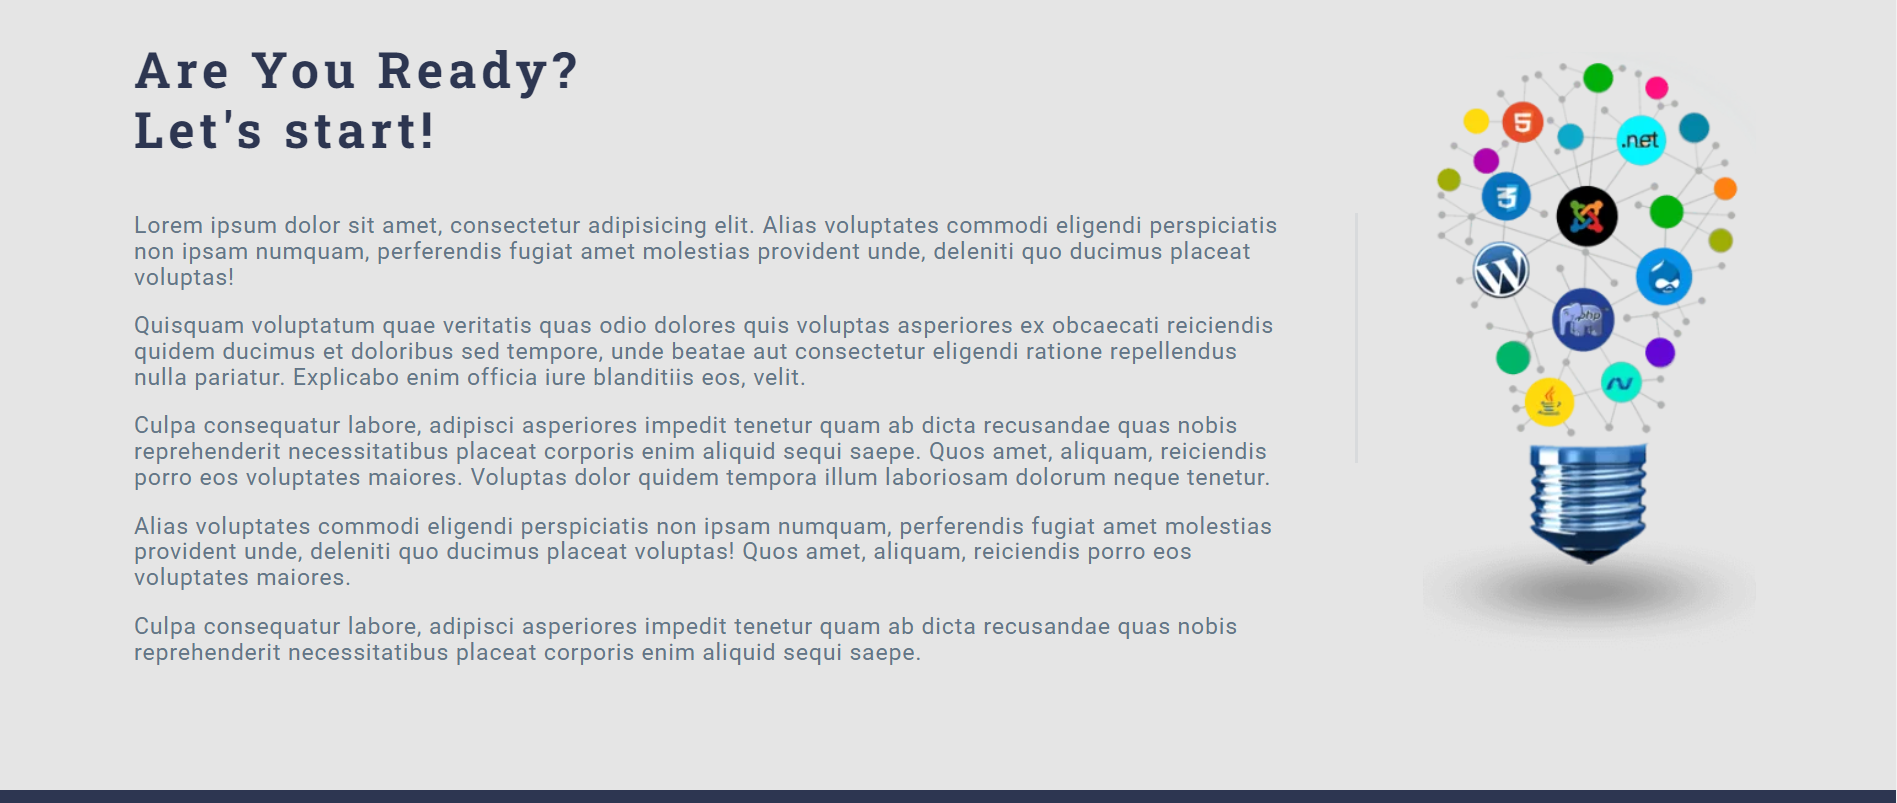 Are You Ready?
Let's start!
Lorem ipsum dolor sit amet, consectetur adipisicing elit. Alias voluptates commodi eligendi perspiciatis
non ipsam numquam, perferendis fugiat amet molestias provident unde, deleniti quo ducimus placeat
voluptas!
Quisquam voluptatum quae veritatis quas odio dolores quis voluptas asperiores ex obcaecati reiciendis
quidem ducimus et doloribus sed tempore, unde beatae aut consectetur eligendi ratione repellendus
nulla pariatur. Explicabo enim officia iure blanditiis eos, velit.
Culpa consequatur labore, adipisci asperiores impedit tenetur quam ab dicta recusandae quas nobis
reprehenderit necessitatibus placeat corporis enim aliquid sequi saepe. Quos amet, aliquam, reiciendis
porro eos voluptates maiores. Voluptas dolor quidem tempora illum laboriosam dolorum neque tenetur.
Alias voluptates commodi eligendi perspiciatis non ipsam numquam, perferendis fugiat amet molestias
provident unde, deleniti quo ducimus placeat voluptas! Quos amet, aliquam, reiciendis porro eos
voluptates maiores.
Culpa consequatur labore, adipisci asperiores impedit tenetur quam ab dicta recusandae quas nobis
reprehenderit necessitatibus placeat corporis enim aliquid sequi saepe.
5
.net
3
W
php